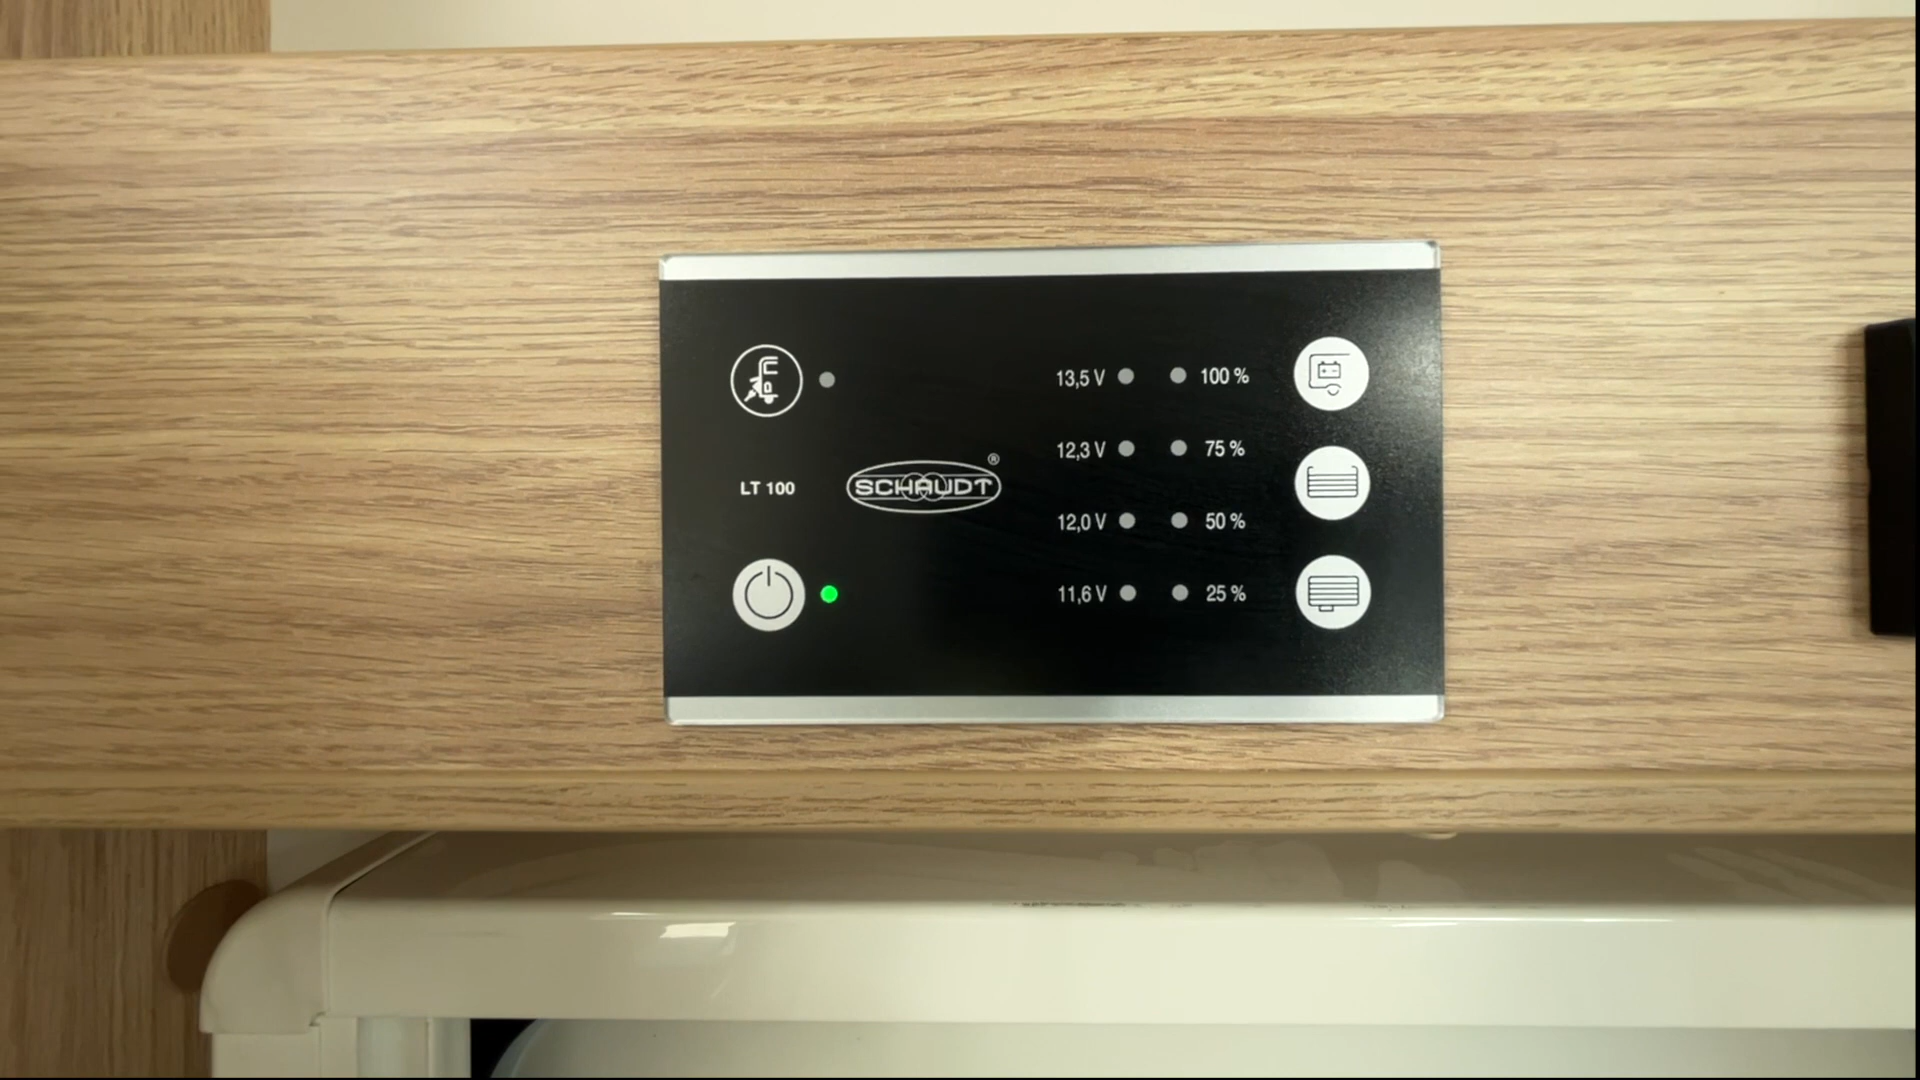 13,5 V 100 %
12,3 V 75 %
LT 100 SCHAUDT ®
12,0 V 50 %
11,6 V 25 %